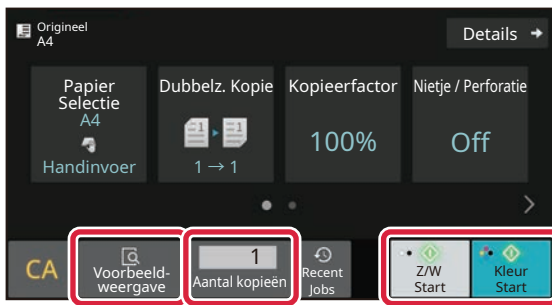 Origineel
A4
Details
Papier
Selectie
A4
Handinvoer
Dubbelz. Kopie
1 → 1
Kopieerfactor
100%
Nietje / Perforatie
Off
CA
Voorbeeld-
weergave
1
Aantal kopieën
Recent
Jobs
Z/W
Start
Kleur
Start